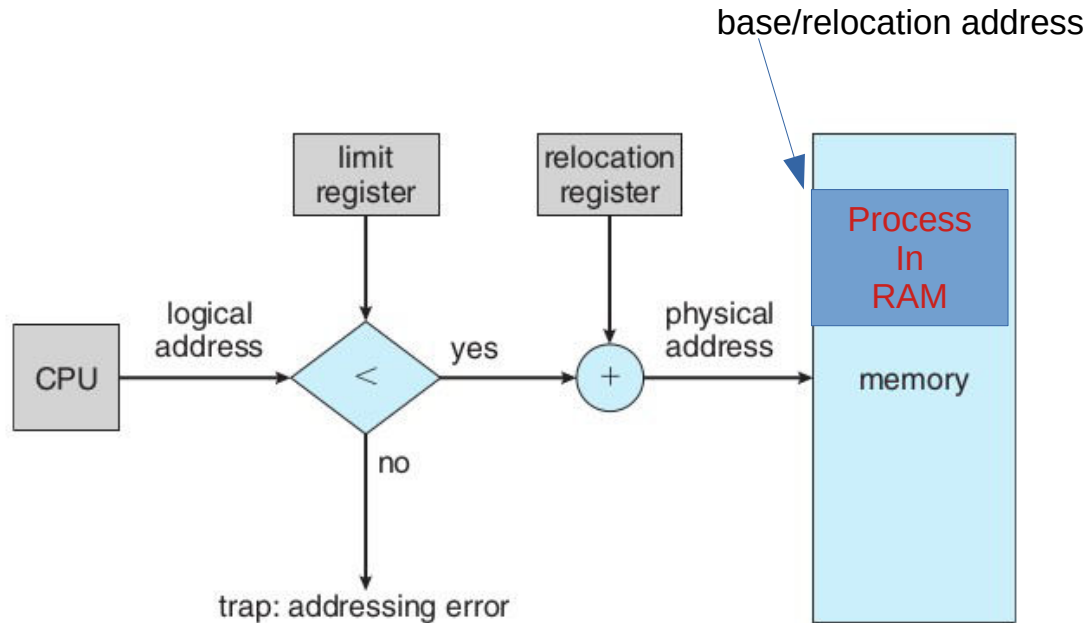 base/relocation address
limit
register
relocation
register
Process
In
RAM
logical
address
yes
physical
address
CPU
<
+
memory
no
trap: addressing error